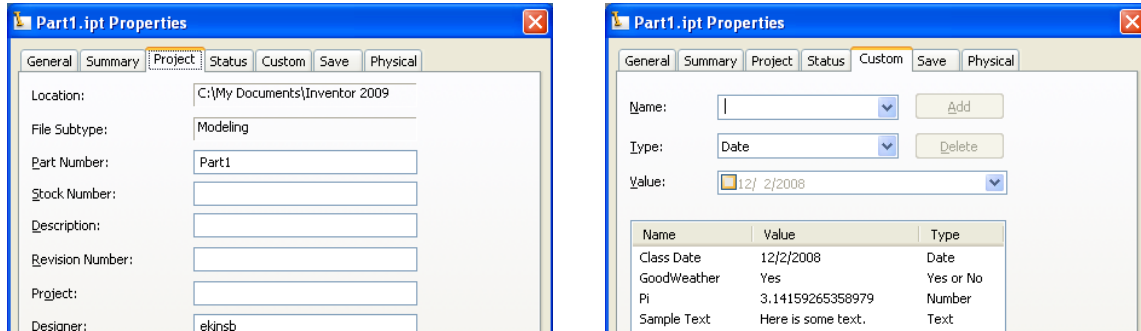 Part1.ipt Properties
General Summary Project Status Custom Save Physical
Location: C:\My Documents\Inventor 2009
File Subtype: Modeling
Part Number: Part1
Stock Number:
Description:
Revision Number:
Project:
Designer: ekinsb
Part1.ipt Properties
General Summary Project Status Custom Save Physical
Name: Add
Type: Date Delete
Value: 12/ 2/2008
Name Value Type
Class Date 12/2/2008 Date
GoodWeather Yes Yes or No
Pi 3.14159265358979 Number
Sample Text Here is some text. Text